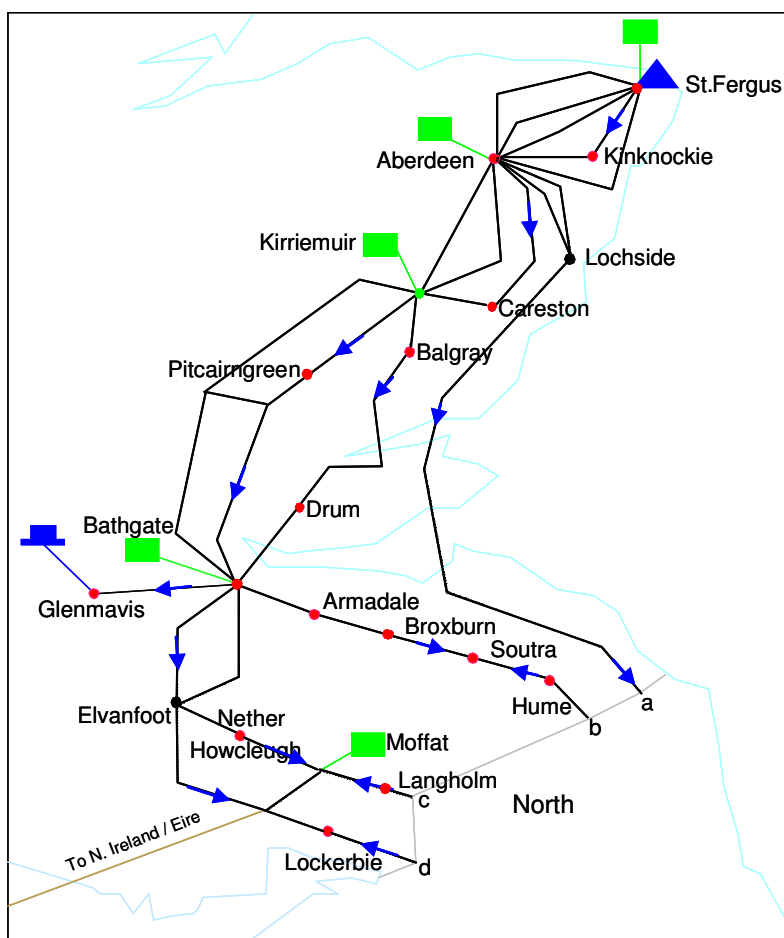 St.Fergus
Aberdeen
Kinknockie
Kirriemuir
Lochside
Careston
Balgray
Pitcairngreen
Drum
Bathgate
Glenmavis
Armadale
Broxburn
Soutra
Hume
a
b
Elvanfoot
Nether
Howcleugh
Moffat
Langholm
c
North
To N. Ireland / Eire
Lockerbie
d